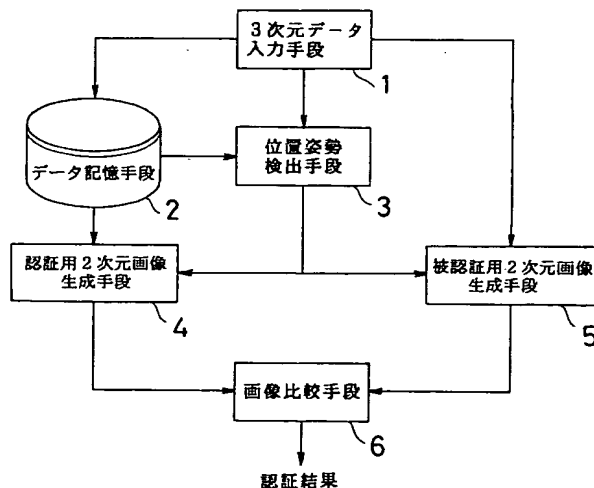 3次元データ
入力手段
1
データ記憶手段
2
位置姿勢
検出手段
3
認証用2次元画像
生成手段
4
被認証用2次元画像
生成手段
5
画像比較手段
6
認証結果